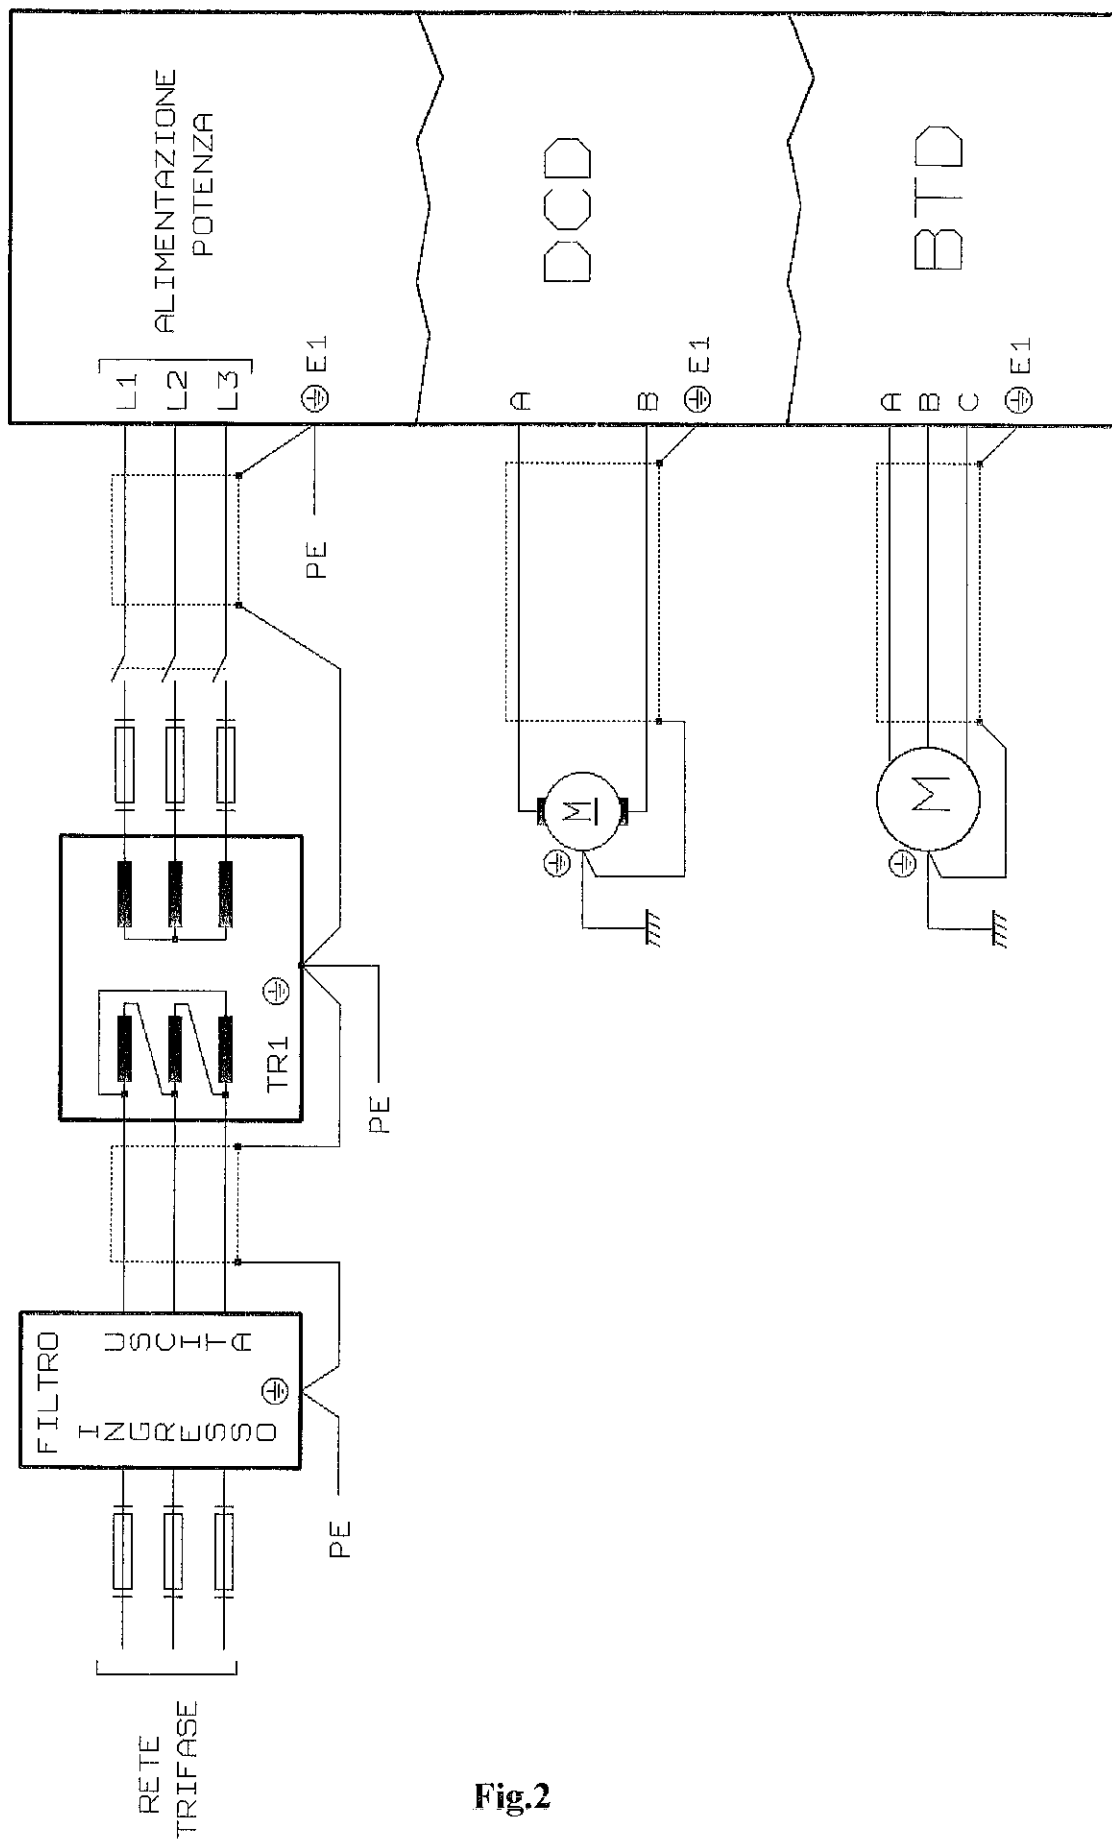 RETE
TRIFASE
FILTRO
INGRESSO
USCITA
PE
TR1
PE
PE
L1
L2
L3
E1
ALIMENTAZIONE
POTENZA
M
A
B
E1
DCD
M
A
B
C
E1
BTD
Fig.2